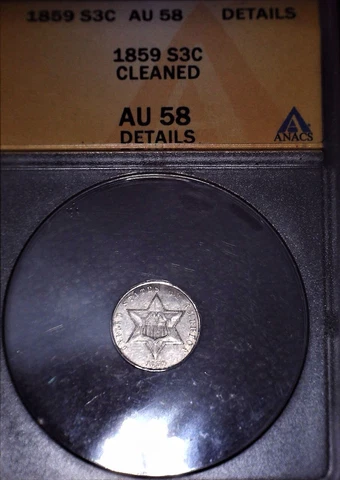 1859 S3C AU 58 DETAILS
1859 S3C
CLEANED
AU 58
DETAILS
ANACS